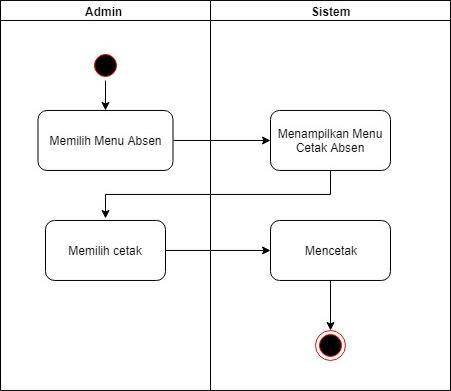 Admin
Sistem
Memilih Menu Absen
Menampilkan Menu
Cetak Absen
Memilih cetak
Mencetak